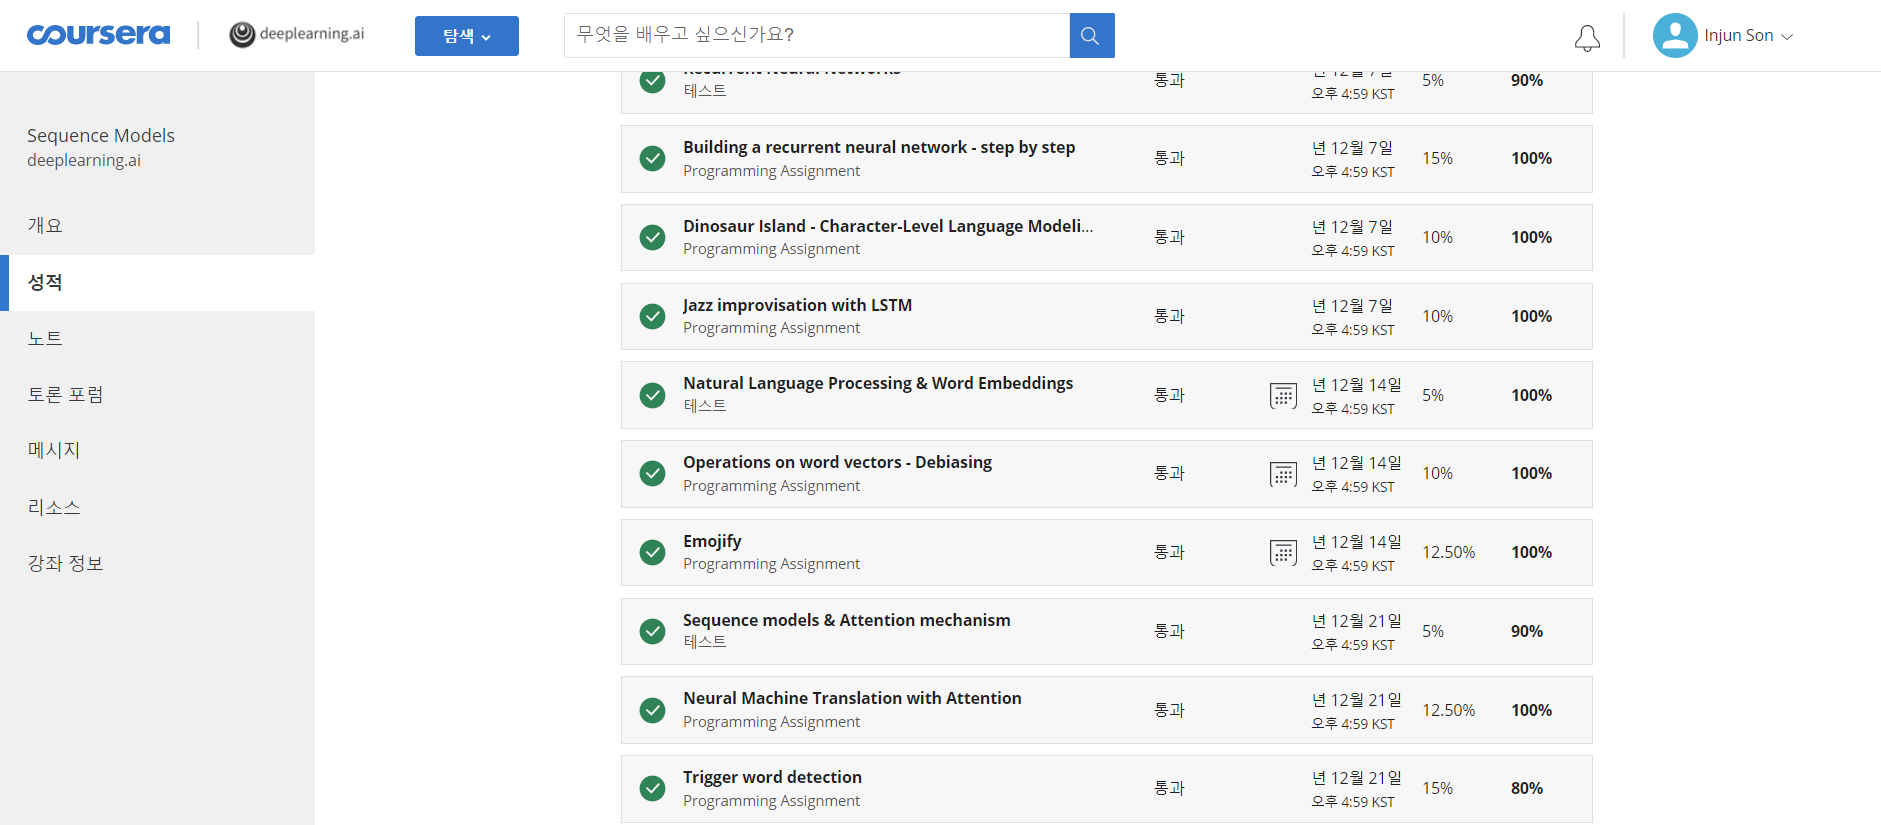 coursera
deeplearning.ai
탐색
무엇을 배우고 싶으신가요?
Injun Son
Sequence Models
deeplearning.ai
개요
성적
노트
토론 포럼
메시지
리소스
강좌 정보
Recurrent Neural Networks
테스트
통과
년 12월 7일
오후 4:59 KST
5%
90%
Building a recurrent neural network - step by step
Programming Assignment
통과
년 12월 7일
오후 4:59 KST
15%
100%
Dinosaur Island - Character-Level Language Modeli...
Programming Assignment
통과
년 12월 7일
오후 4:59 KST
10%
100%
Jazz improvisation with LSTM
Programming Assignment
통과
년 12월 7일
오후 4:59 KST
10%
100%
Natural Language Processing & Word Embeddings
테스트
통과
년 12월 14일
오후 4:59 KST
5%
100%
Operations on word vectors - Debiasing
Programming Assignment
통과
년 12월 14일
오후 4:59 KST
10%
100%
Emojify
Programming Assignment
통과
년 12월 14일
오후 4:59 KST
12.50%
100%
Sequence models & Attention mechanism
테스트
통과
년 12월 21일
오후 4:59 KST
5%
90%
Neural Machine Translation with Attention
Programming Assignment
통과
년 12월 21일
오후 4:59 KST
12.50%
100%
Trigger word detection
Programming Assignment
통과
년 12월 21일
오후 4:59 KST
15%
80%